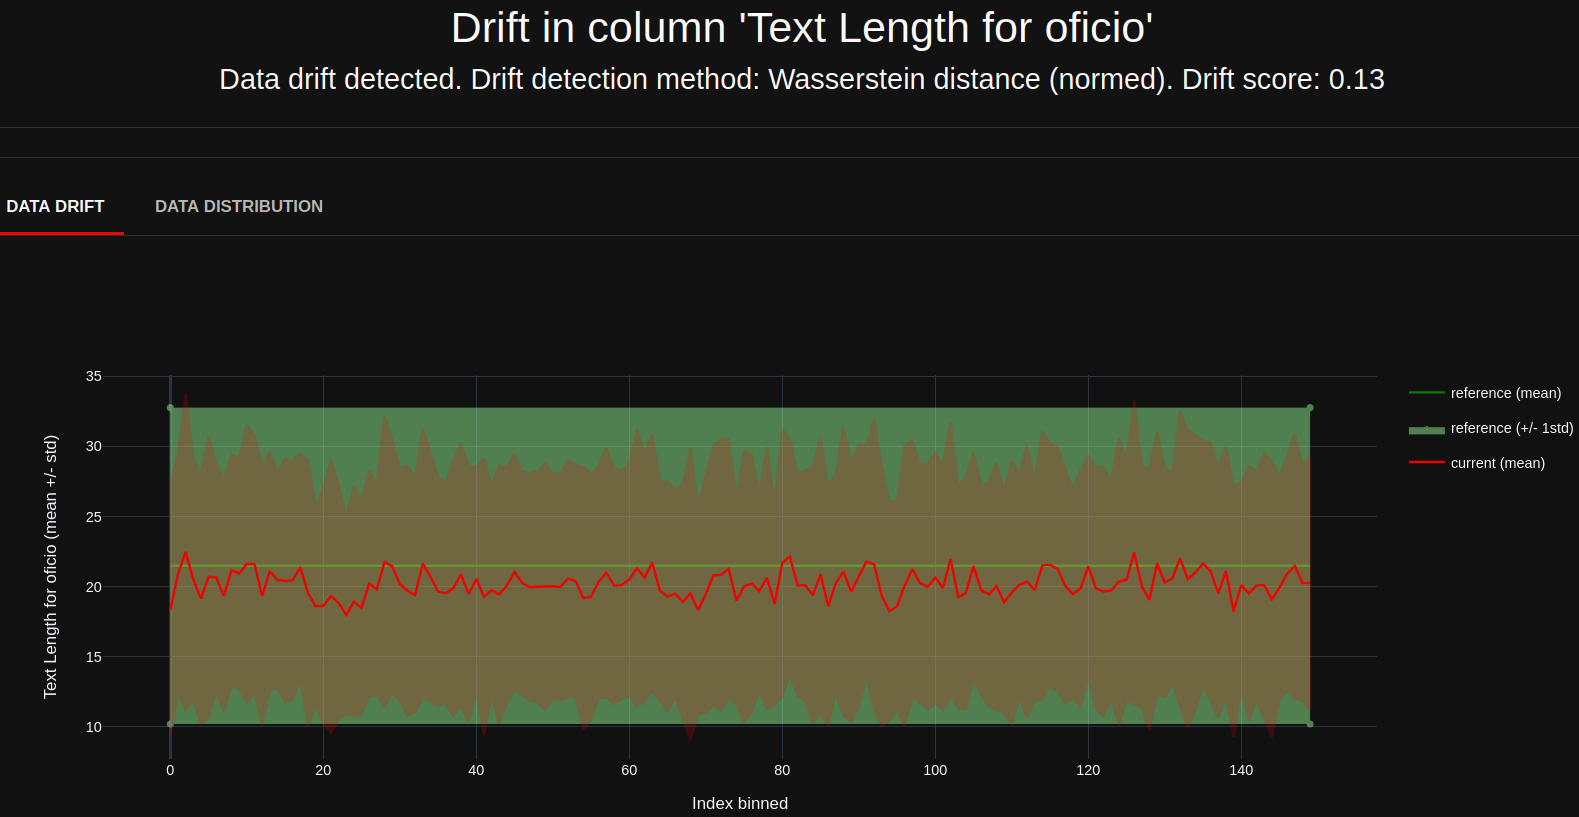 Drift in column 'Text Length for oficio'
Data drift detected. Drift detection method: Wasserstein distance (normed). Drift score: 0.13
DATA DRIFT
DATA DISTRIBUTION
35
30
25
20
15
10
Text Length for oficio (mean +/- std)
0
20
40
60
80
100
120
140
Index binned
reference (mean)
reference (+/- 1std)
current (mean)